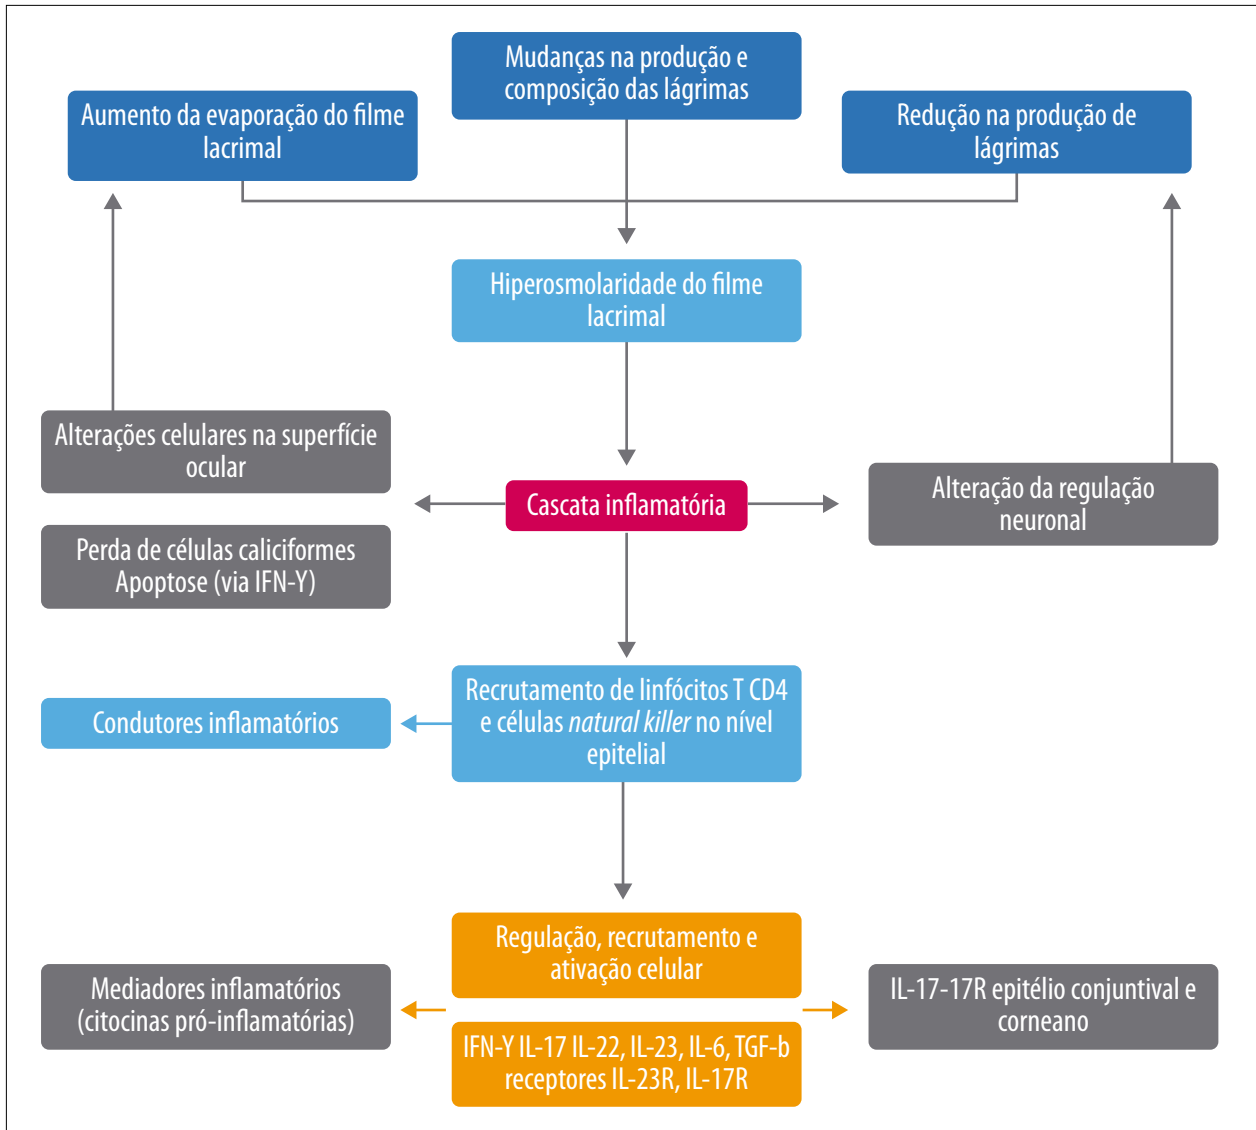 Mudanças na produção e
composição das lágrimas
Aumento da evaporação do filme
lacrimal
Redução na produção de
lágrimas
Hiperosmolaridade do filme
lacrimal
Alterações celulares na superfície
ocular
Cascata inflamatória
Alteração da regulação
neuronal
Perda de células caliciformes
Apoptose (via IFN-Y)
Condutores inflamatórios
Recrutamento de linfócitos T CD4
e células natural killer no nível
epitelial
Regulação, recrutamento e
ativação celular
Mediadores inflamatórios
(citocinas pró-inflamatórias)
IL-17-17R epitélio conjuntival e
corneano
IFN-Y IL-17 IL-22, IL-23, IL-6, TGF-b
receptores IL-23R, IL-17R